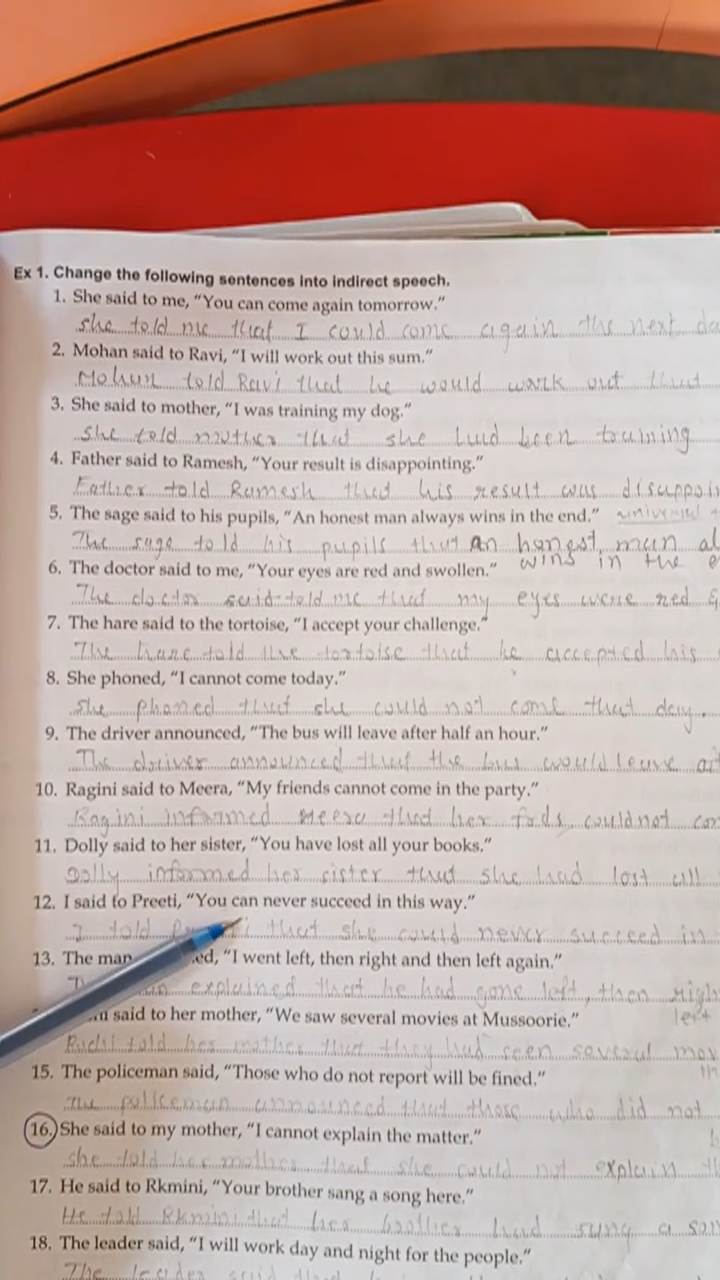 Ex 1. Change the following sentences into indirect speech.
1. She said to me, "You can come again tomorrow."
she told me that I could come again the next
2. Mohan said to Ravi, "I will work out this sum."
Mohun told Ravi that he would work out that
3. She said to mother, "I was training my dog."
She told mother that she had been training
4. Father said to Ramesh, "Your result is disappointing."
Father told Ramesh that his result was
5. The sage said to his pupils, "An honest man always wins in the end."
The sage told his pupils that An honest man
wins in the
6. The doctor said to me, "Your eyes are red and swollen."
The doctor said told me that my eyes were red &
7. The hare said to the tortoise, "I accept your challenge."
The hare told the tortoise that he accepted his
8. She phoned, "I cannot come today."
She phoned that she could not come that day.
9. The driver announced, "The bus will leave after half an hour."
The driver announced that the bus would leave
10. Ragini said to Meera, "My friends cannot come in the party."
Ragini informed Meera that her frds could not
11. Dolly said to her sister, "You have lost all your books."
Dolly informed her sister that she had lost all
12. I said to Preeti, "You can never succeed in this way."
I told that she could never succeed in
13. The man ed, "I went left, then right and then left again."
explained that he had gone left, then
left
said to her mother, "We saw several movies at Mussoorie."
Ruchi told her mother that they had seen several
15. The policeman said, "Those who do not report will be fined."
The policeman announced that those who did not
16. She said to my mother, "I cannot explain the matter."
she told her mother that she could not explain
17. He said to Rkmini, "Your brother sang a song here."
He told Rkmini that her brother had sung a
18. The leader said, "I will work day and night for the people."
The leader said that